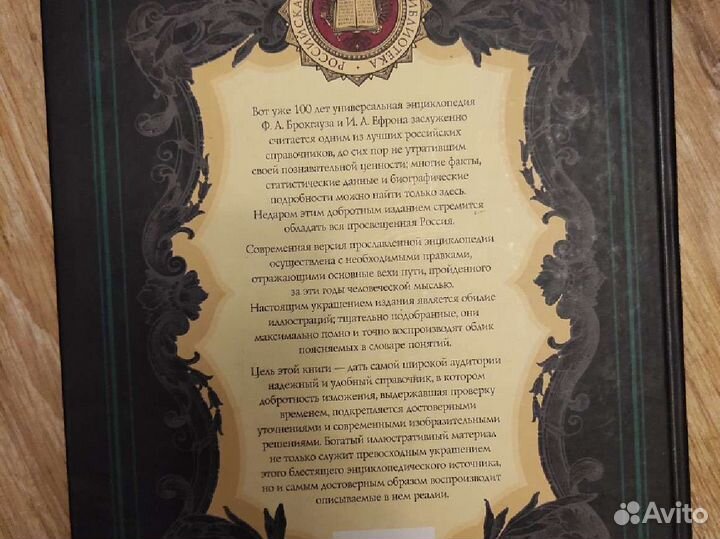 РОССИЙСКА
БИБЛИОТЕКА
Вот уже 100 лет универсальная энциклопедия
Ф. А. Брокгауза и И. А. Ефрона заслуженно
считается одним из лучших российских
справочников, до сих пор не утратившим
своей познавательной ценности; многие факты,
статистические данные и биографические
подробности можно найти только здесь.
Недаром этим добротным изданием стремится
обладать вся просвещенная Россия.
Современная версия прославленной энциклопедии
осуществлена с необходимыми правками,
отражающими основные вехи пути, пройденного
за эти годы человеческой мыслью.
Настоящим украшением издания является обилие
иллюстраций; тщательно подобранные, они
максимально полно и точно воспроизводят облик
поясняемых в словаре понятий.
Цель этой книги — дать самой широкой аудитории
надежный и удобный справочник, в котором
добротность изложения, выдержавшая проверку
временем, подкрепляется достоверными
уточнениями и современными изобразительными
решениями. Богатый иллюстративный материал
не только служит превосходным украшением
этого блестящего энциклопедического источника,
но и самым достоверным образом воспроизводит
описываемые в нем реалии.
Avito